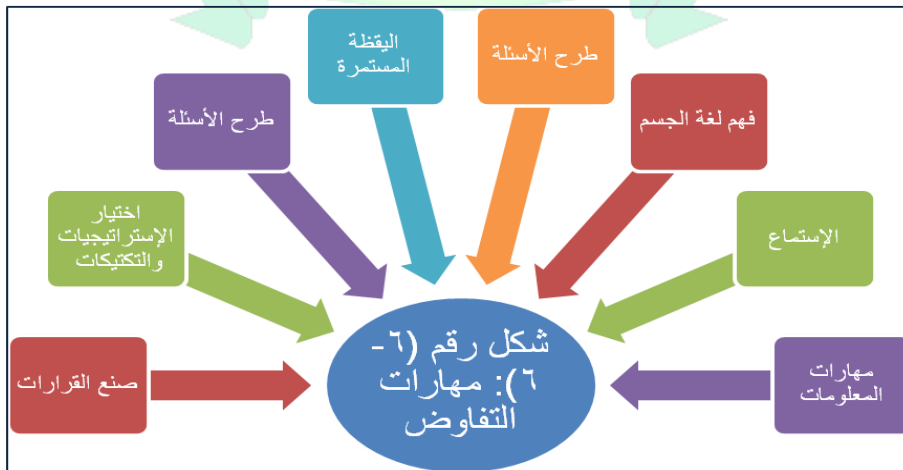 مهارات
المعلومات
الإستماع
فهم لغة الجسم
طرح الأسئلة
اليقظة
المستمرة
طرح الأسئلة
اختيار
الإستراتيجيات
والتكتيكات
صنع القرارات
شكل رقم (٦-
٦): مهارات
التفاوض